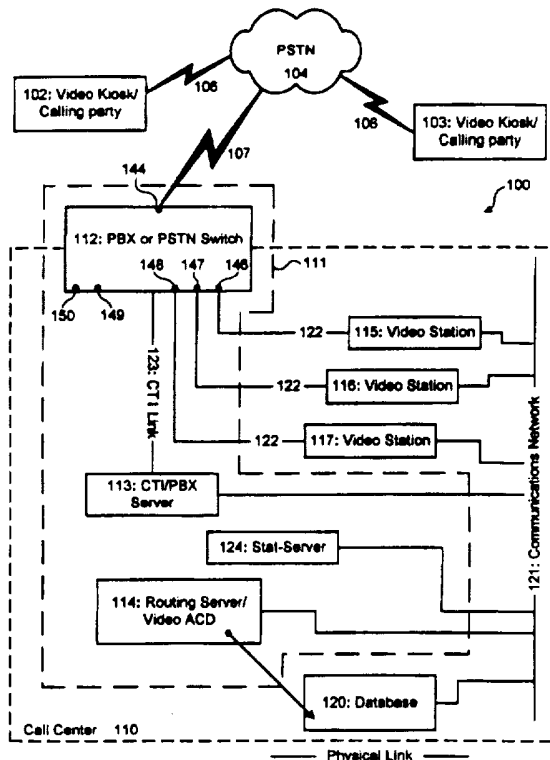 PSTN
104
102: Video Kiosk/
Calling party
106
108
103: Video Kiosk/
Calling party
107
144
100
112: PBX or PSTN Switch
148
147
146
111
150
149
122
115: Video Station
123: CTI Link
122
116: Video Station
122
117: Video Station
113: CTI/PBX
Server
121: Communications Network
124: Stat-Server
114: Routing Server/
Video ACD
120: Database
Call Center 110
Physical Link